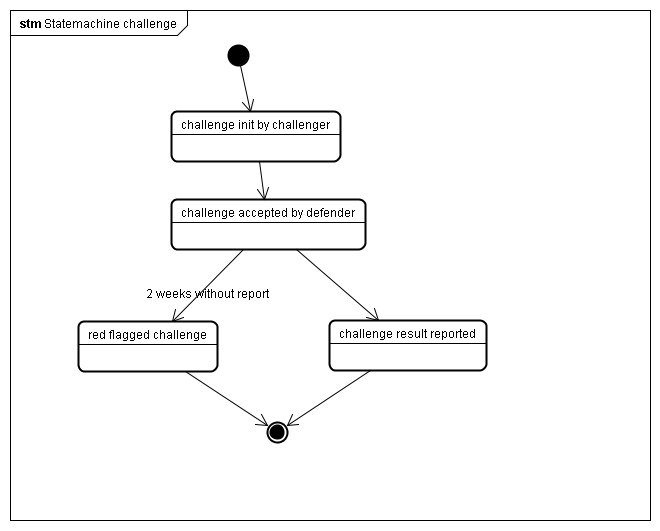 stm Statemachine challenge
challenge init by challenger
challenge accepted by defender
2 weeks without report
red flagged challenge
challenge result reported